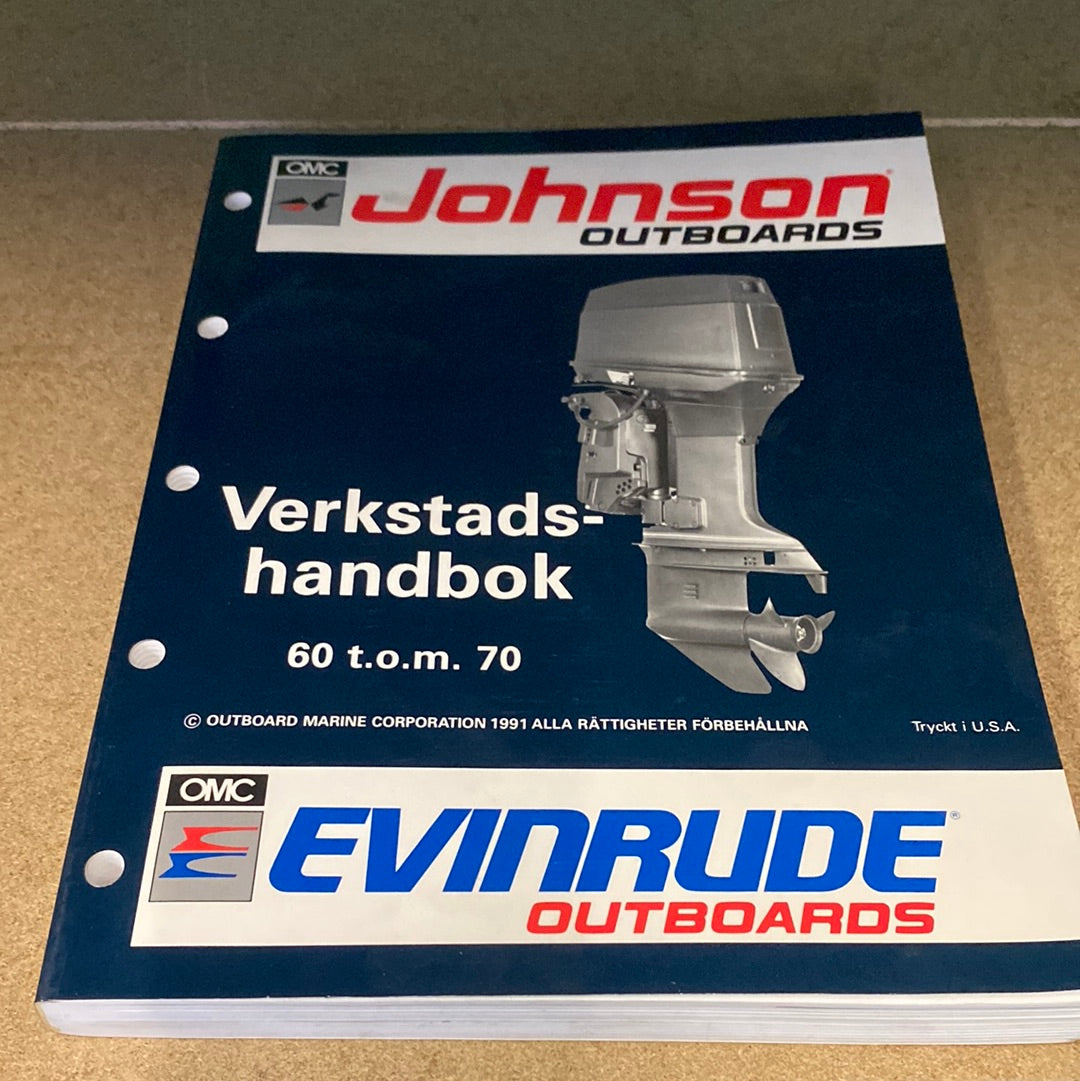 OMC
Johnson®
OUTBOARDS
Verkstads-
handbok
60 t.o.m. 70
© OUTBOARD MARINE CORPORATION 1991 ALLA RÄTTIGHETER FÖRBEHÅLLNA
Tryckt i U.S.A.
OMC
EVINRUDE®
OUTBOARDS